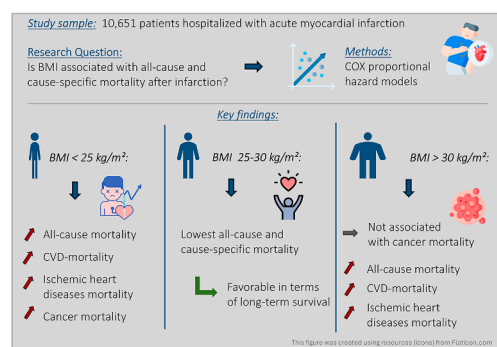 Study sample: 10,651 patients hospitalized with acute myocardial infarction
Research Question:
Is BMI associated with all-cause and
cause-specific mortality after infarction?
Methods:
COX proportional
hazard models
Key findings:
BMI < 25 kg/m²:
All-cause mortality
CVD-mortality
Ischemic heart
diseases mortality
Cancer mortality
BMI 25-30 kg/m²:
Lowest all-cause and
cause-specific mortality
Favorable in terms
of long-term survival
BMI > 30 kg/m²:
Not associated
with cancer mortality
All-cause mortality
CVD-mortality
Ischemic heart
diseases mortality
This figure was created using resources (Icons) from Flaticon.com